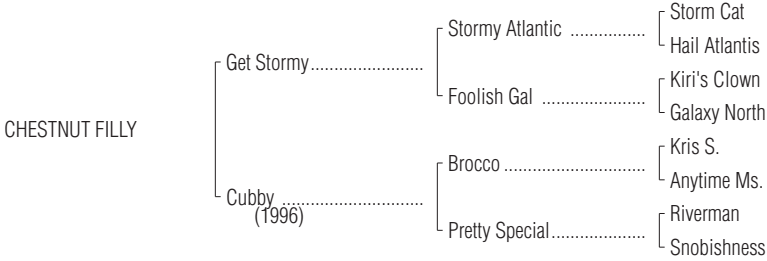 Storm Cat
Stormy Atlantic ................
Hail Atlantis
Get Stormy........................
Kiri's Clown
Foolish Gal ......................
Galaxy North
CHESTNUT FILLY
Kris S.
Brocco ..............................
Anytime Ms.
Cubby ..............................
(1996)
Riverman
Pretty Special....................
Snobishness